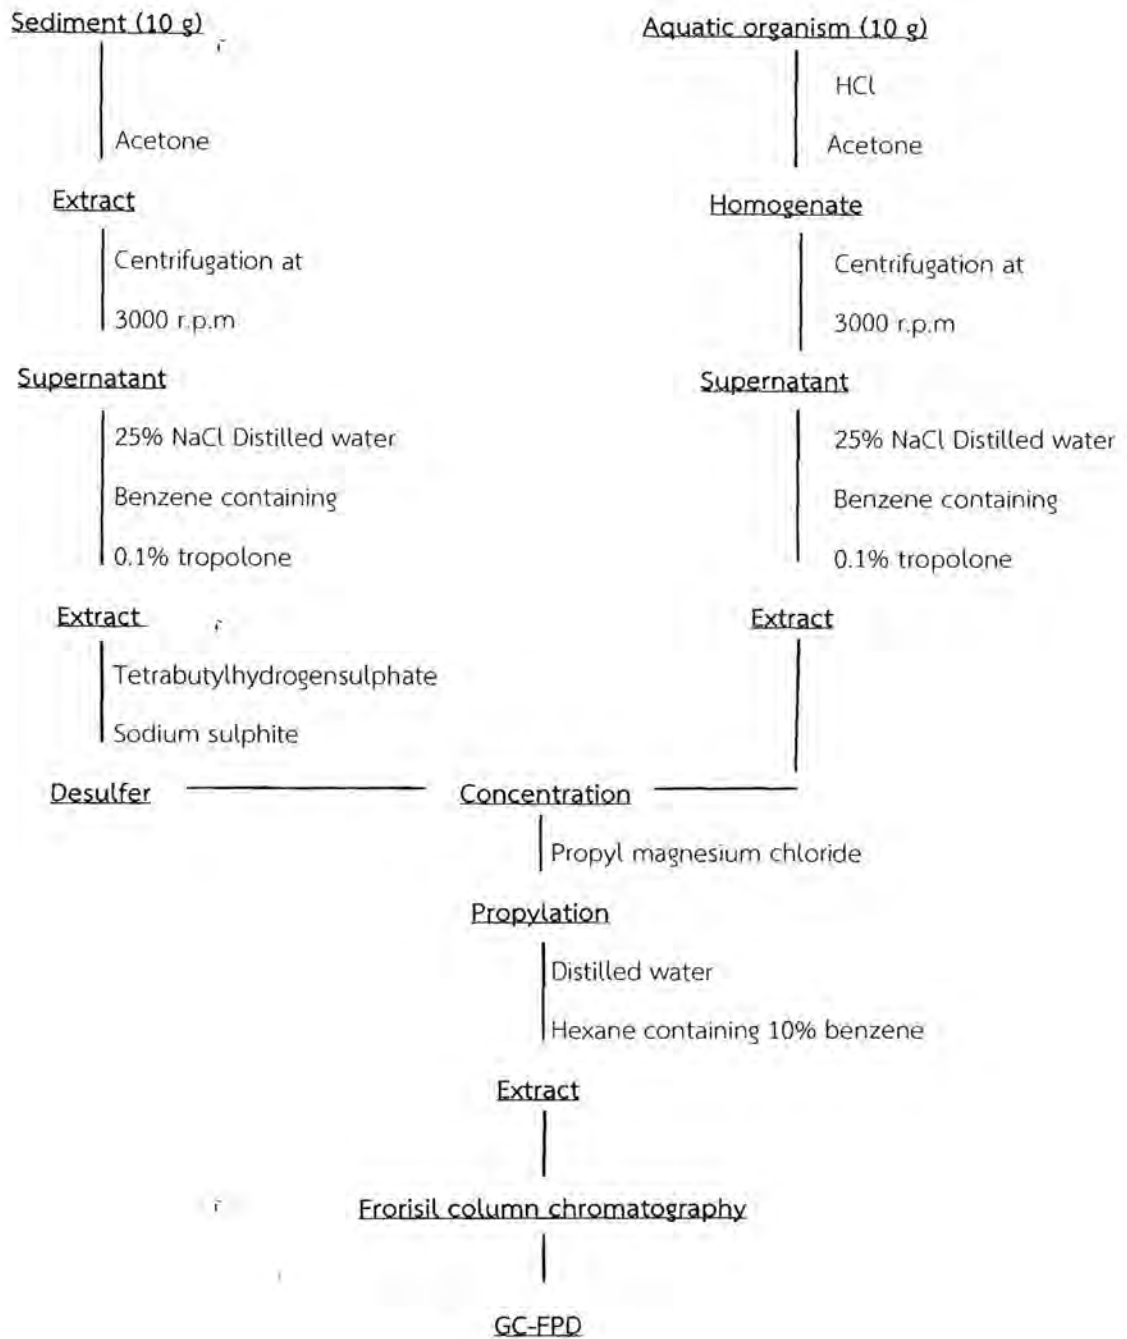 Sediment (10 g)
Acetone
Extract
Centrifugation at
3000 r.p.m
Supernatant
25% NaCl Distilled water
Benzene containing
0.1% tropolone
Extract
Tetrabutylhydrogensulphate
Sodium sulphite
Desulfer
Aquatic organism (10 g)
HCl
Acetone
Homogenate
Centrifugation at
3000 r.p.m
Supernatant
25% NaCl Distilled water
Benzene containing
0.1% tropolone
Extract
Concentration
Propyl magnesium chloride
Propylation
Distilled water
Hexane containing 10% benzene
Extract
Frorisil column chromatography
GC-FPD